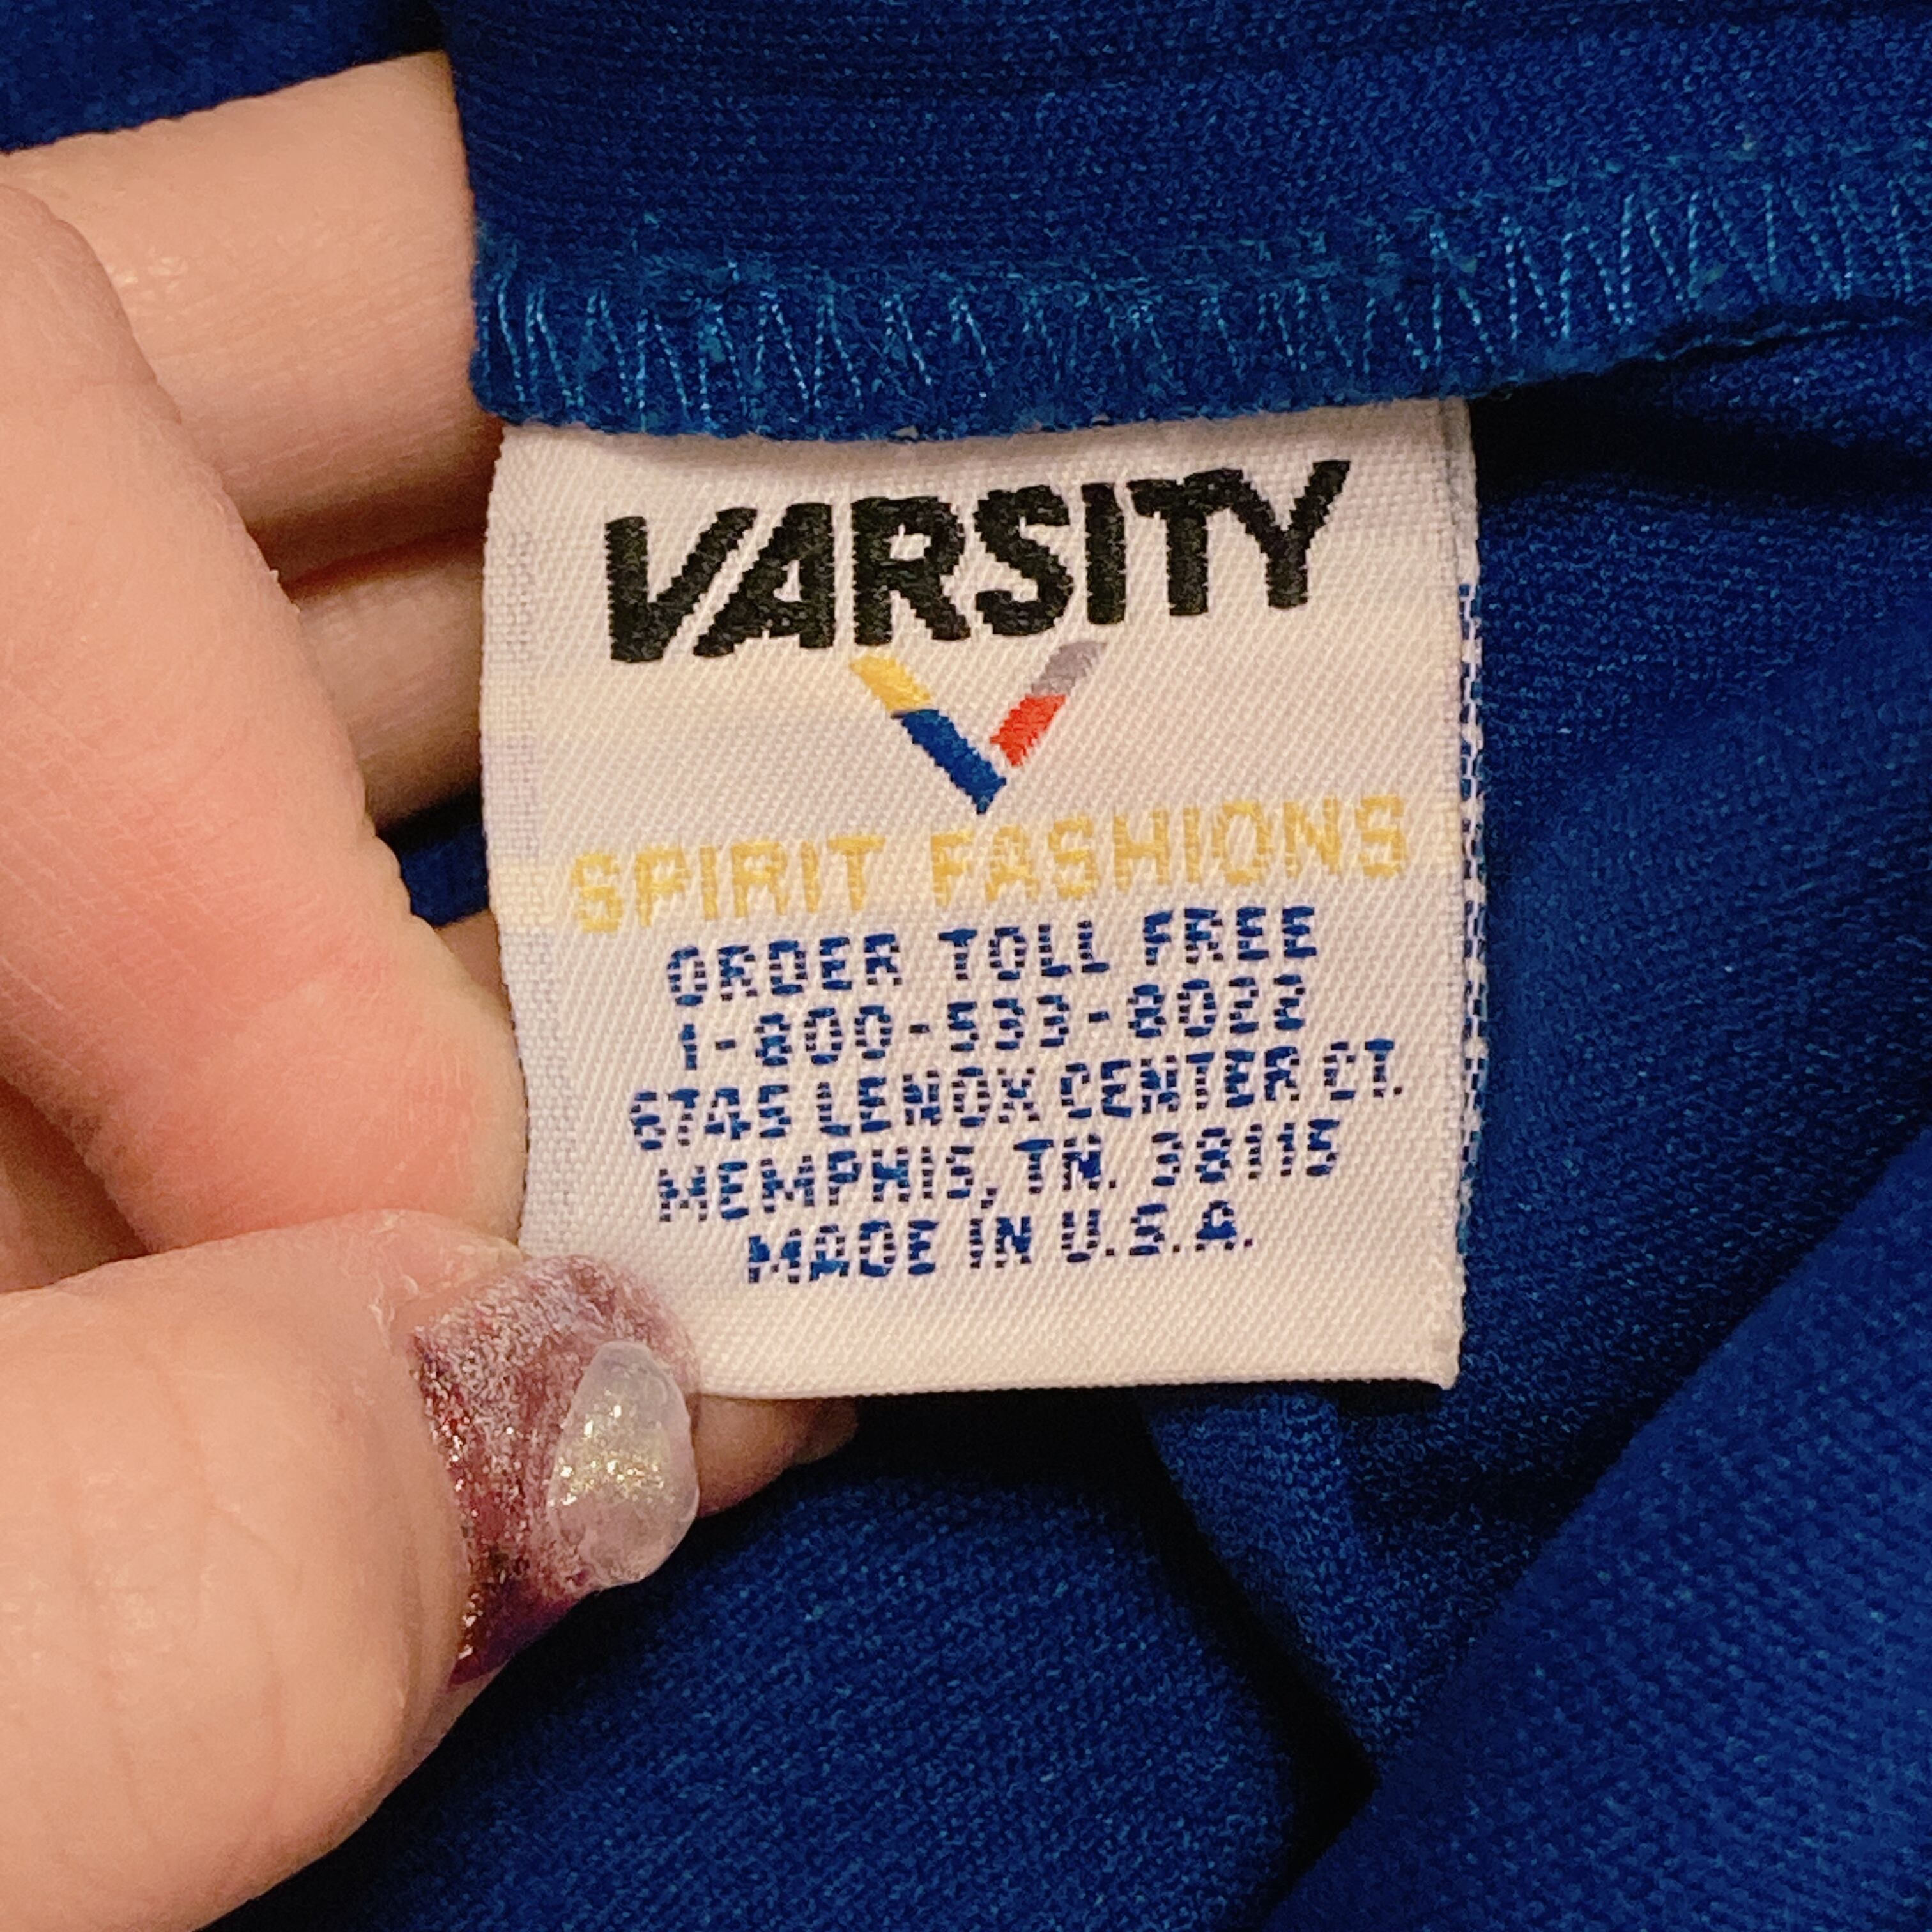 VARSITY
SPIRIT FASHIONS
ORDER TOLL FREE
1-800-533-8022
6745 LENOX CENTER CT.
MEMPHIS, TN. 38115
MADE IN U.S.A.